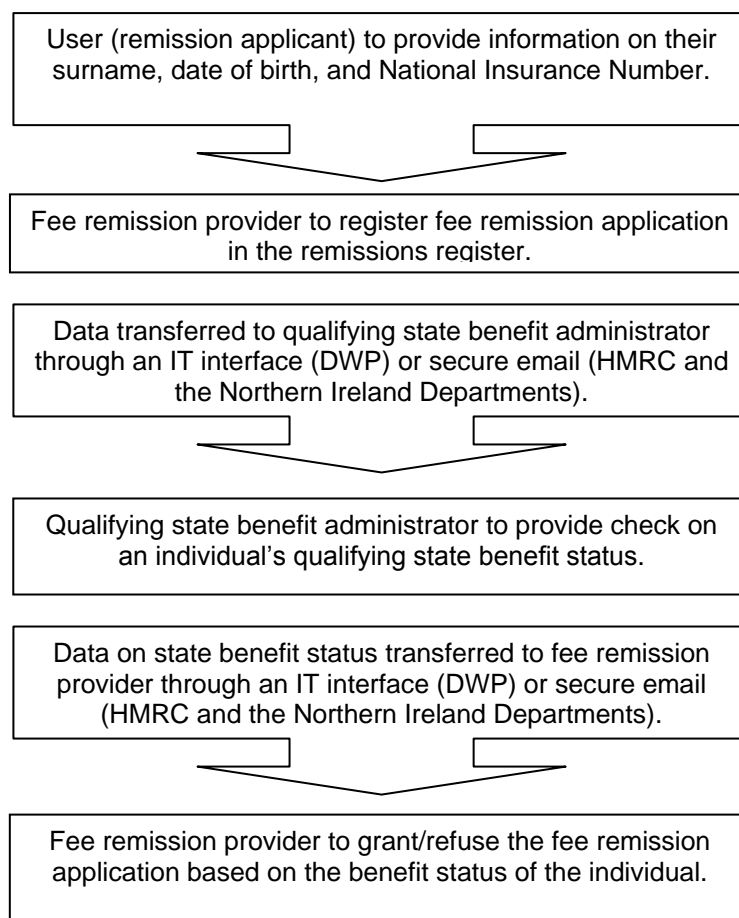 User (remission applicant) to provide information on their
surname, date of birth, and National Insurance Number.
Fee remission provider to register fee remission application
in the remissions register.
Data transferred to qualifying state benefit administrator
through an IT interface (DWP) or secure email (HMRC and
the Northern Ireland Departments).
Qualifying state benefit administrator to provide check on
an individual’s qualifying state benefit status.
Data on state benefit status transferred to fee remission
provider through an IT interface (DWP) or secure email
(HMRC and the Northern Ireland Departments).
Fee remission provider to grant/refuse the fee remission
application based on the benefit status of the individual.